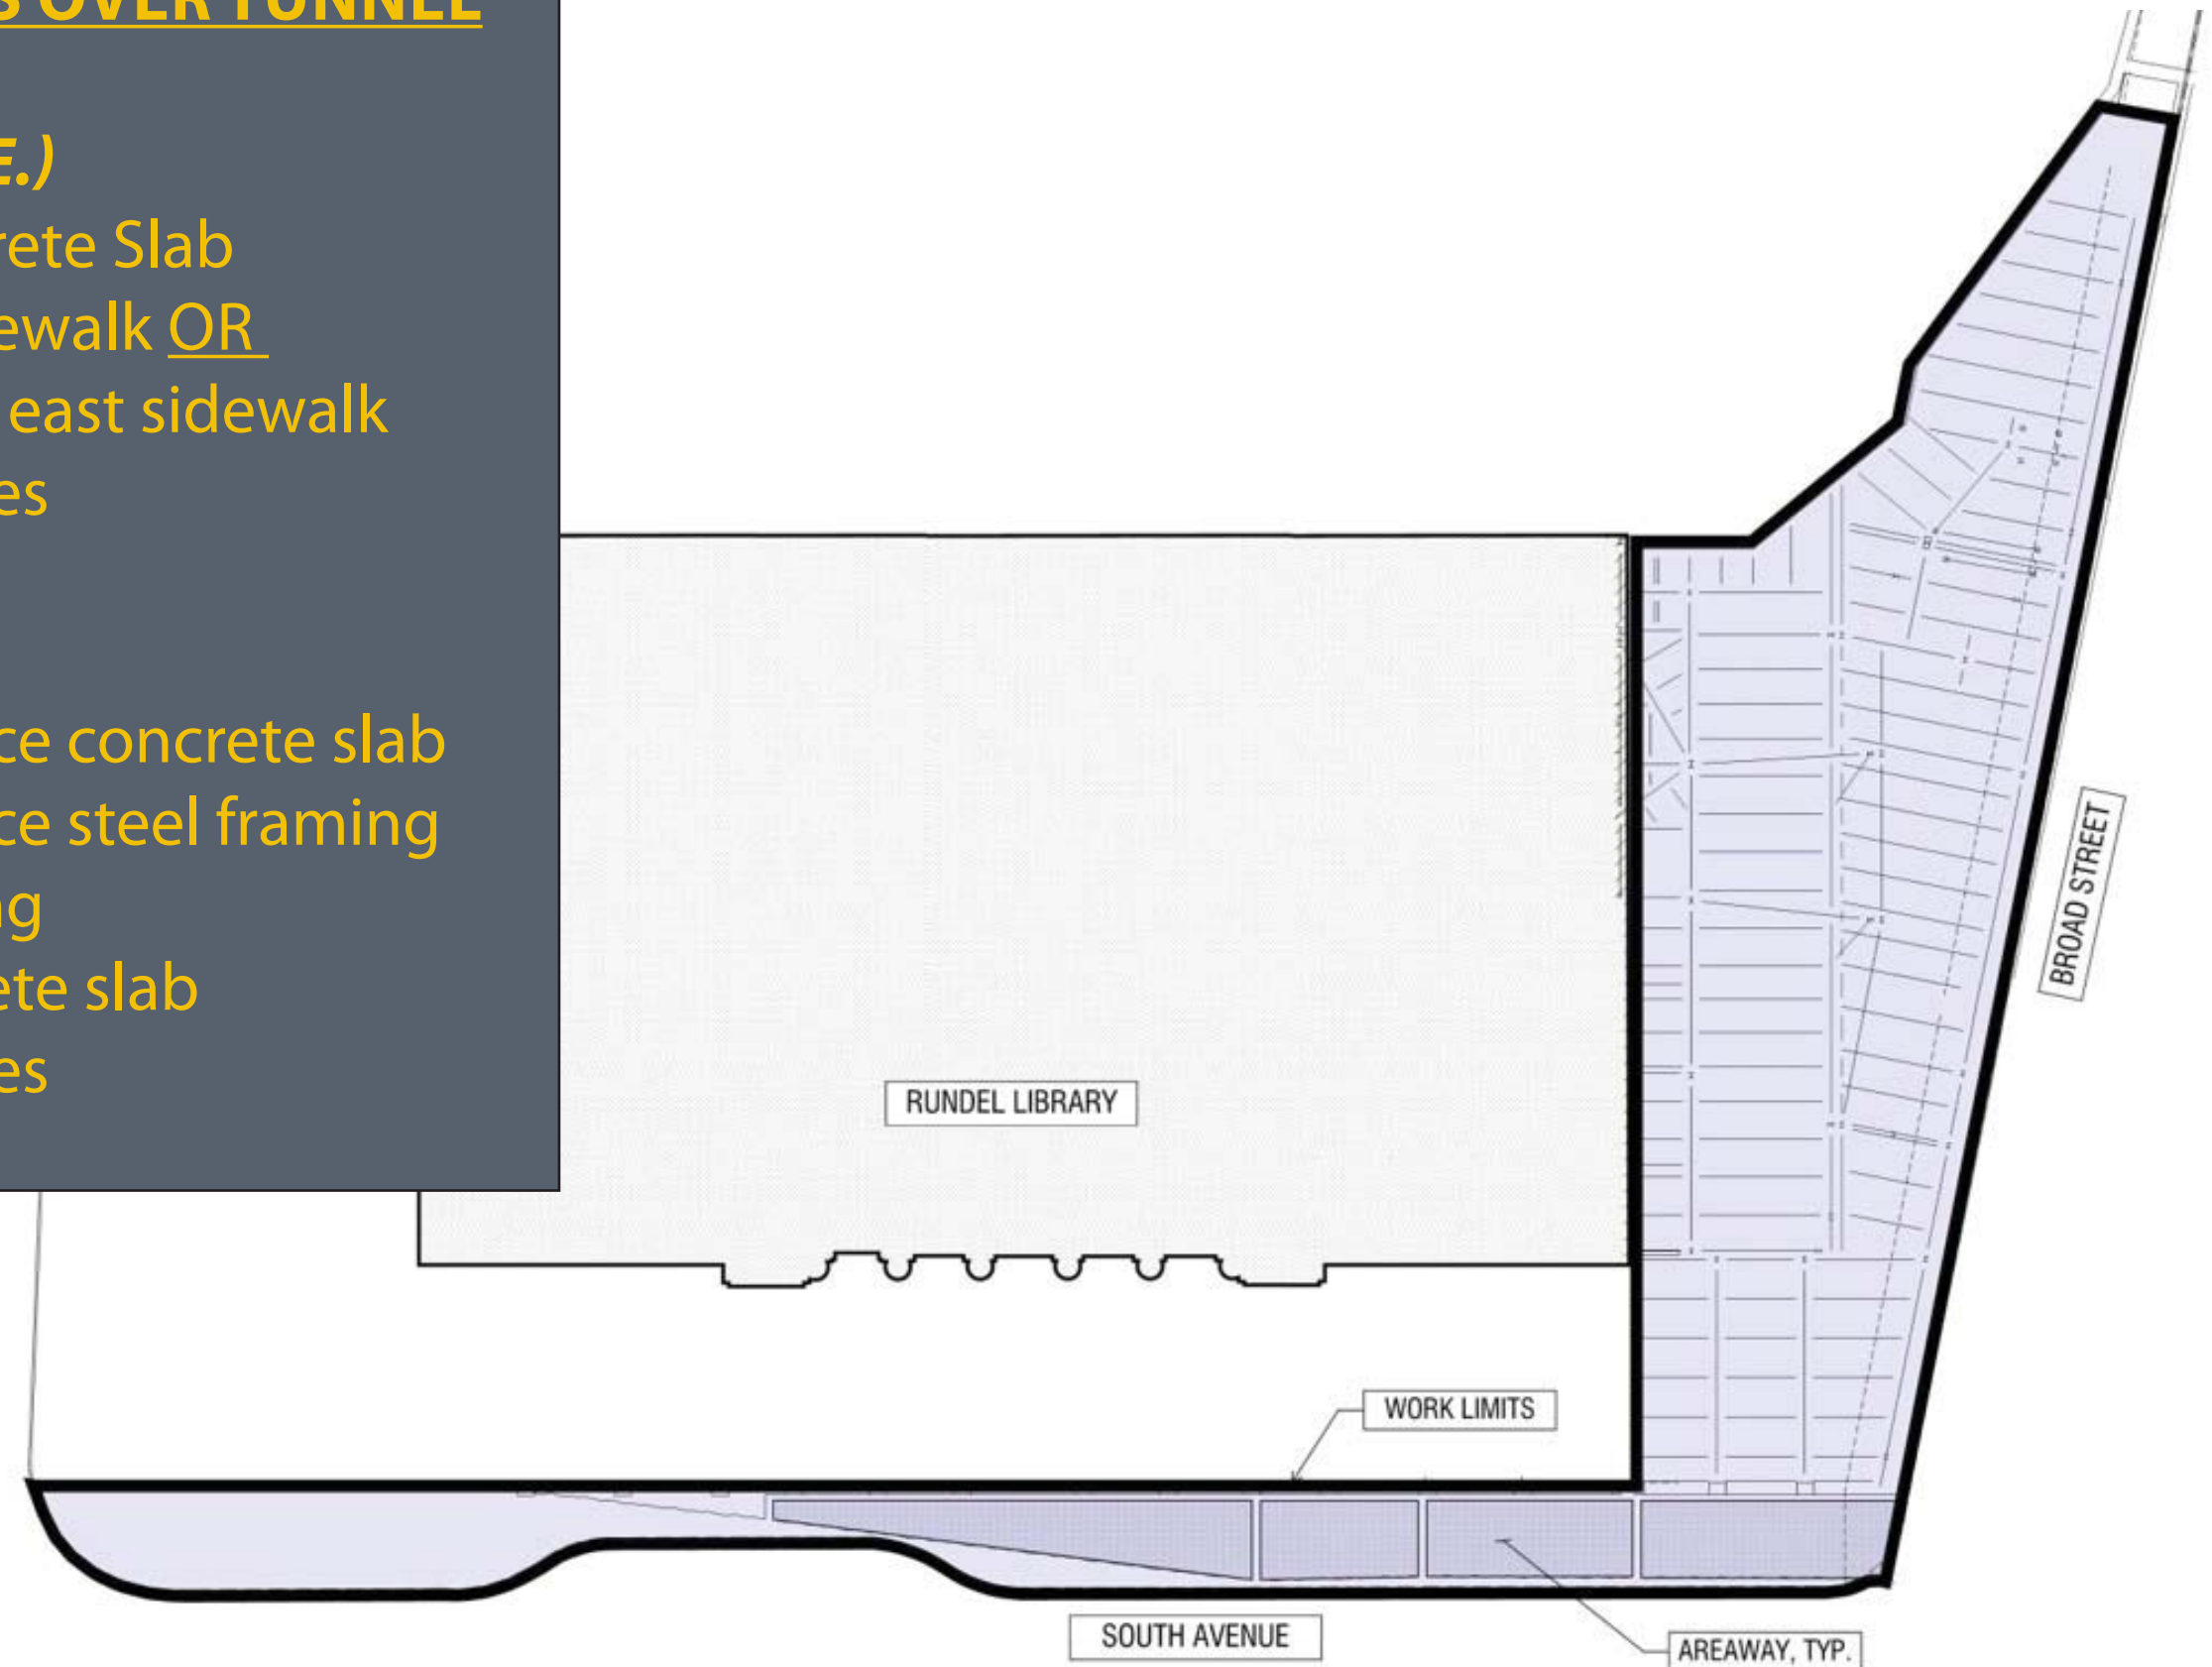 S OVER TUNNEL
E.)
rete Slab
ewalk OR
east sidewalk
es
ce concrete slab
ce steel framing
ng
ete slab
es
RUNDEL LIBRARY
BROAD STREET
WORK LIMITS
SOUTH AVENUE
AREAWAY, TYP.